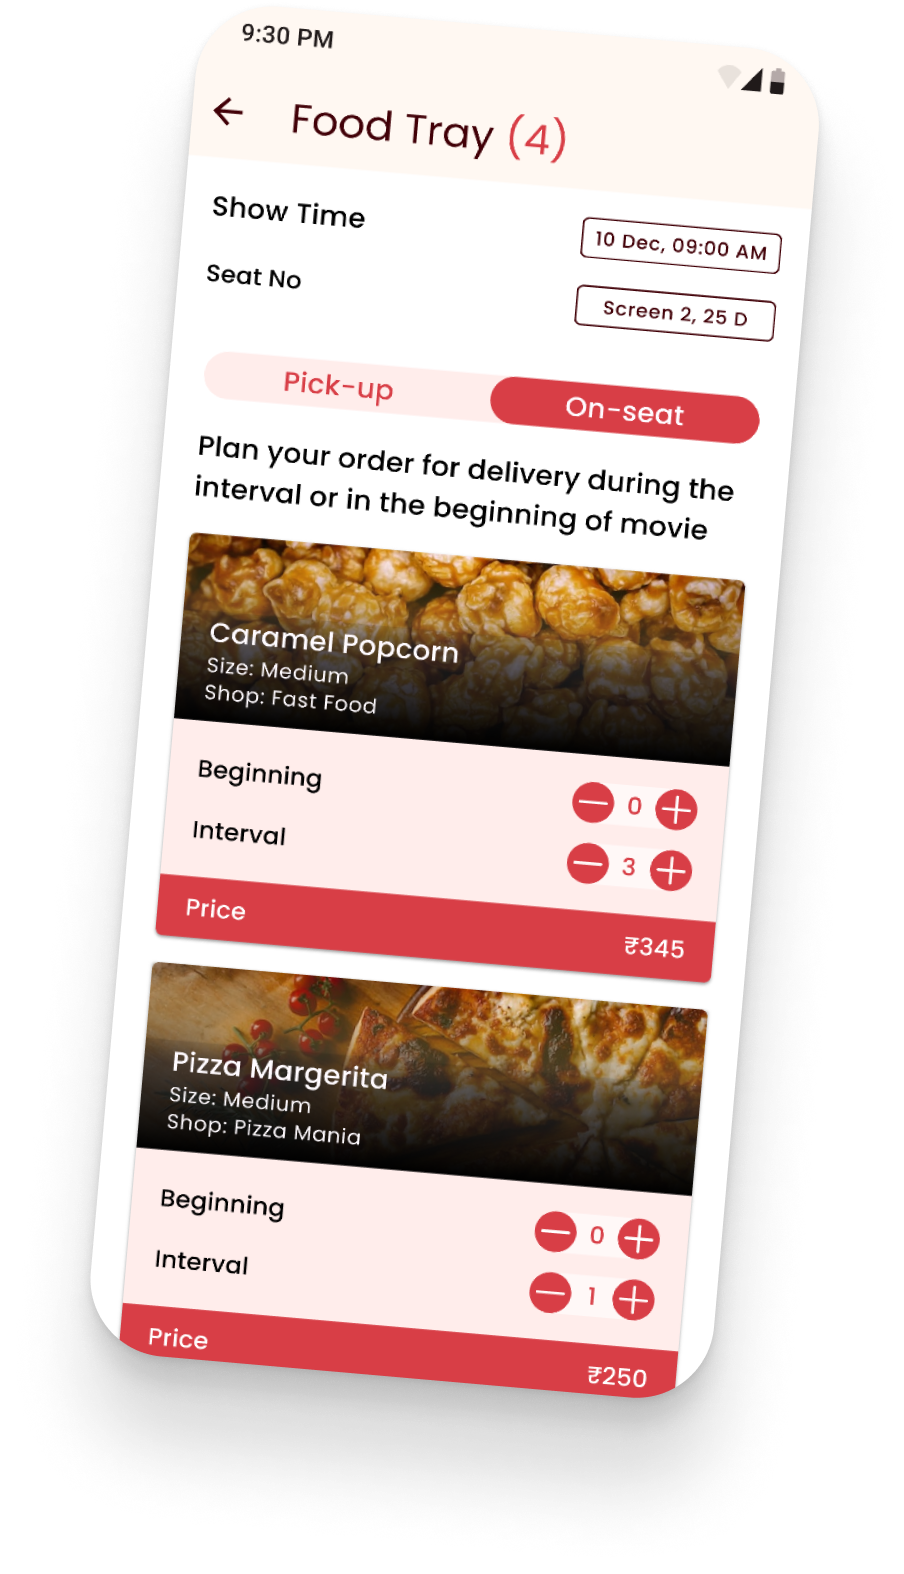 9:30 PM
Food Tray (4)
Show Time
10 Dec, 09:00 AM
Seat No
Screen 2, 25 D
Pick-up
On-seat
Plan your order for delivery during the
interval or in the beginning of movie
Caramel Popcorn
Size: Medium
Shop: Fast Food
Beginning
0
Interval
3
Price
₹345
Pizza Margerita
Size: Medium
Shop: Pizza Mania
Beginning
0
Interval
1
Price
₹250